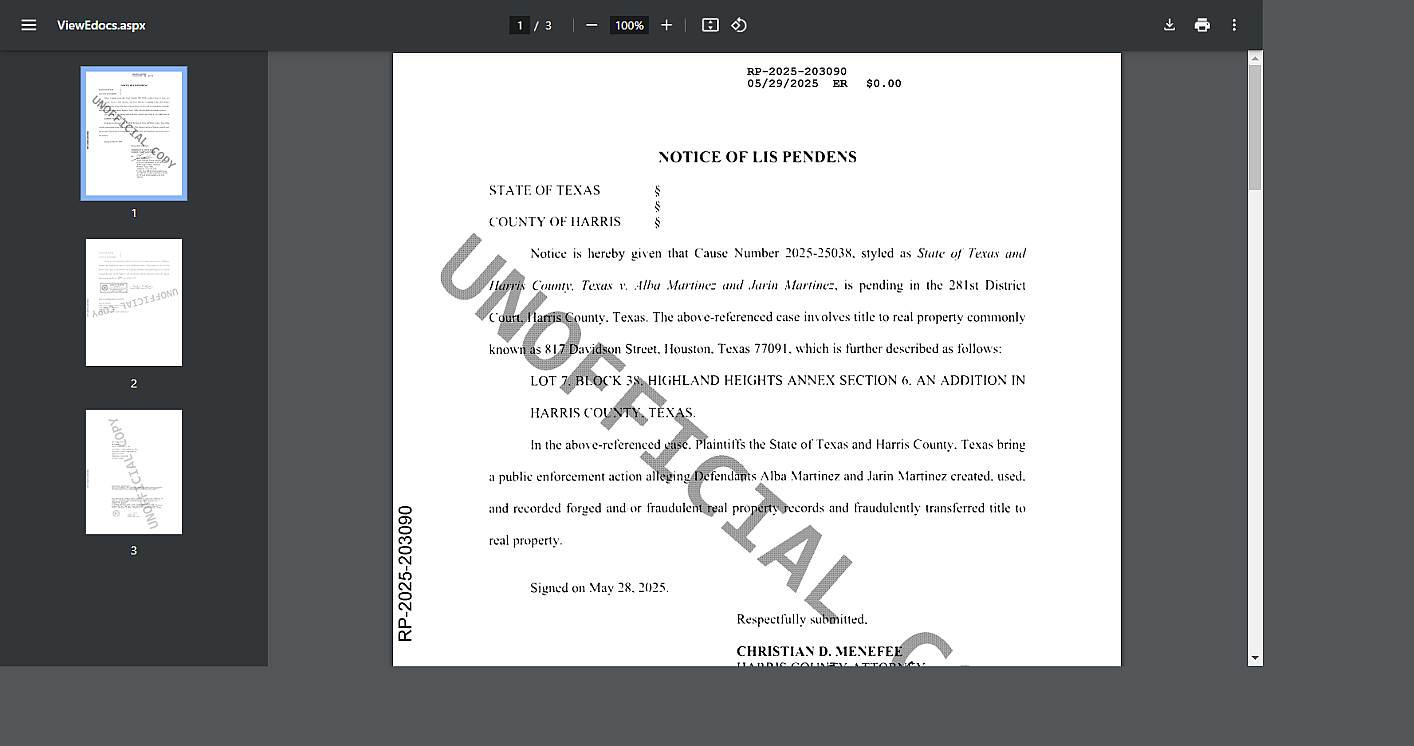 ViewEdocs.aspx
1 / 3
100%
1
2
3
RP-2025-203090
05/29/2025 ER $0.00
NOTICE OF LIS PENDENS
STATE OF TEXAS §
§
COUNTY OF HARRIS §
Notice is hereby given that Cause Number 2025-25038, styled as State of Texas and
Harris County, Texas v. Alba Martinez and Jarin Martinez, is pending in the 281st District
Court, Harris County, Texas. The above-referenced case involves title to real property commonly
known as 817 Davidson Street, Houston, Texas 77091, which is further described as follows:
LOT 7, BLOCK 38, HIGHLAND HEIGHTS ANNEX SECTION 6, AN ADDITION IN
HARRIS COUNTY, TEXAS.
In the above-referenced case, Plaintiffs the State of Texas and Harris County, Texas bring
a public enforcement action alleging Defendants Alba Martinez and Jarin Martinez created, used,
and recorded forged and or fraudulent real property records and fraudulently transferred title to
real property.
Signed on May 28, 2025.
Respectfully submitted,
CHRISTIAN D. MENEFEE
HARRIS COUNTY ATTORNEY
RP-2025-203090
UNOFFICIAL C
UNOFFICIAL COPY
UNOFFICIAL COPY
UNOFFICIAL COPY